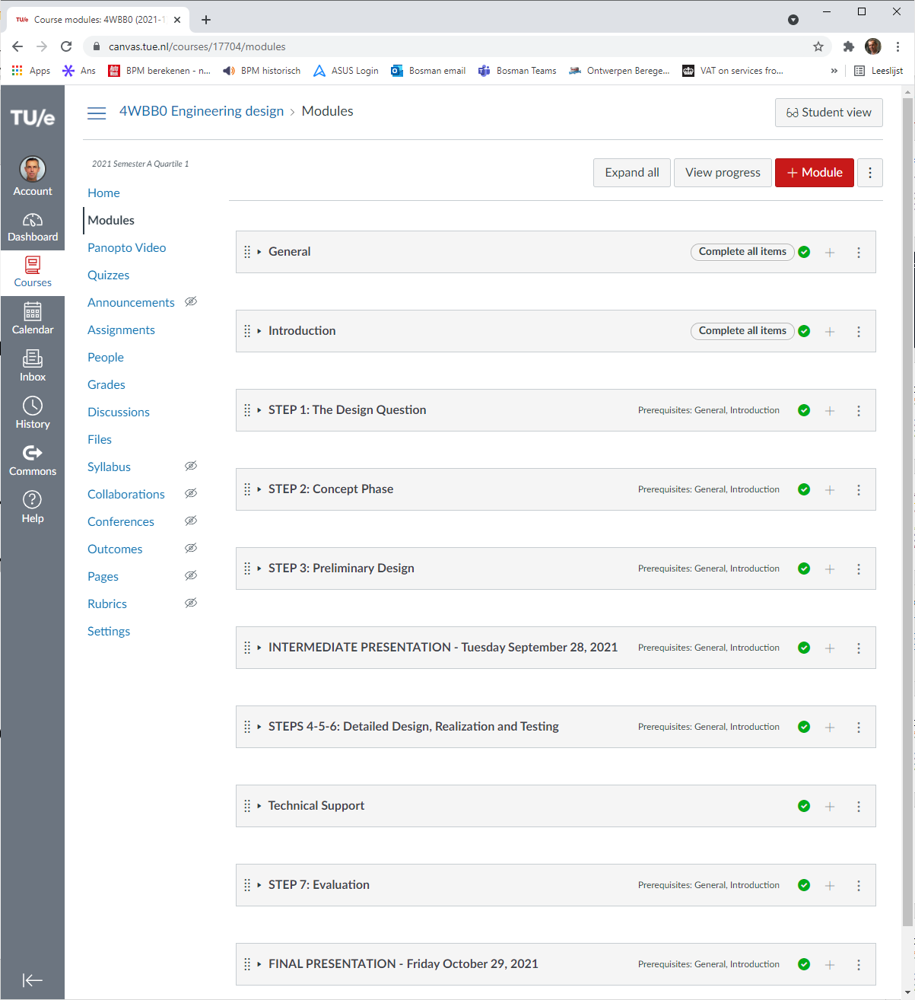 TU/e Course modules: 4WBB0 (2021-1
canvas.tue.nl/courses/17704/modules
Apps Ans BPM berekenen - n... BPM historisch ASUS Login Bosman email Bosman Teams Ontwerpen Berege... VAT on services fro... » Leeslijst
TU/e
Account
Dashboard
Courses
Calendar
Inbox
History
Commons
Help
4WBB0 Engineering design › Modules
Student view
2021 Semester A Quartile 1
Home
Modules
Panopto Video
Quizzes
Announcements
Assignments
People
Grades
Discussions
Files
Syllabus
Collaborations
Conferences
Outcomes
Pages
Rubrics
Settings
Expand all View progress + Module
General Complete all items
Introduction Complete all items
STEP 1: The Design Question Prerequisites: General, Introduction
STEP 2: Concept Phase Prerequisites: General, Introduction
STEP 3: Preliminary Design Prerequisites: General, Introduction
INTERMEDIATE PRESENTATION - Tuesday September 28, 2021 Prerequisites: General, Introduction
STEPS 4-5-6: Detailed Design, Realization and Testing Prerequisites: General, Introduction
Technical Support
STEP 7: Evaluation Prerequisites: General, Introduction
FINAL PRESENTATION - Friday October 29, 2021 Prerequisites: General, Introduction